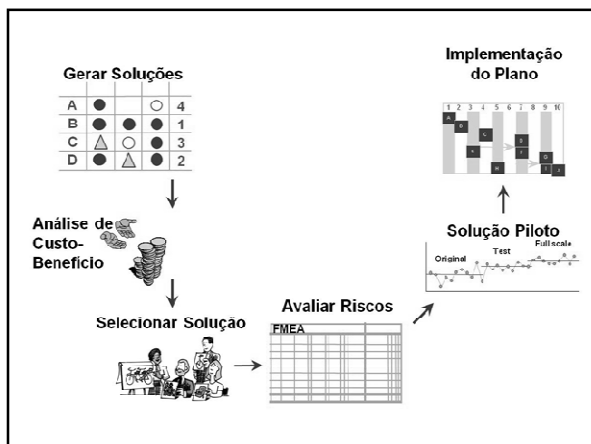 Gerar Soluções
A 4
B 1
C 3
D 2
Análise de
Custo-
Benefício
Selecionar Solução
Avaliar Riscos
FMEA
Solução Piloto
Original
Test
Full scale
Implementação
do Plano
1 2 3 4 5 6 7 8 9 10
A
B